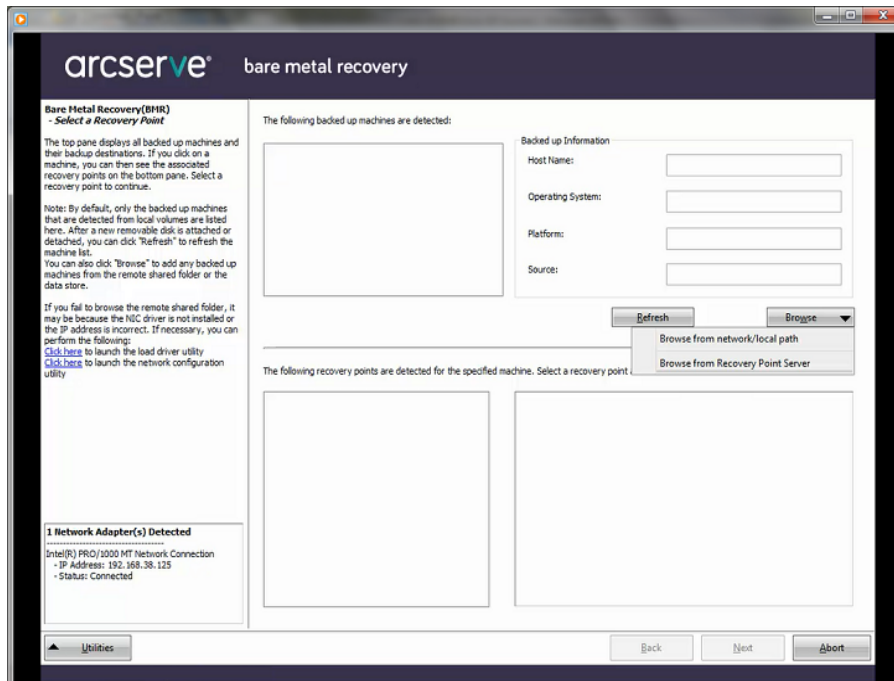 arcserve®
bare metal recovery
Bare Metal Recovery(BMR)
- Select a Recovery Point
The top pane displays all backed up machines and
their backup destinations. If you click on a
machine, you can then see the associated
recovery points on the bottom pane. Select a
recovery point to continue.
Note: By default, only the backed up machines
that are detected from local volumes are listed
here. After a new removable disk is attached or
detached, you can click "Refresh" to refresh the
machine list.
You can also click "Browse" to add any backed up
machines from the remote shared folder or the
data store.
If you fail to browse the remote shared folder, it
may be because the NIC driver is not installed or
the IP address is incorrect. If necessary, you can
perform the following:
Click here to launch the load driver utility
Click here to launch the network configuration
utility
1 Network Adapter(s) Detected
Intel(R) PRO/1000 MT Network Connection
- IP Address: 192.168.38.125
- Status: Connected
The following backed up machines are detected:
Backed up Information
Host Name:
Operating System:
Platform:
Source:
Refresh
Browse
Browse from network/local path
Browse from Recovery Point Server
The following recovery points are detected for the specified machine. Select a recovery point
Utilities
Back
Next
Abort